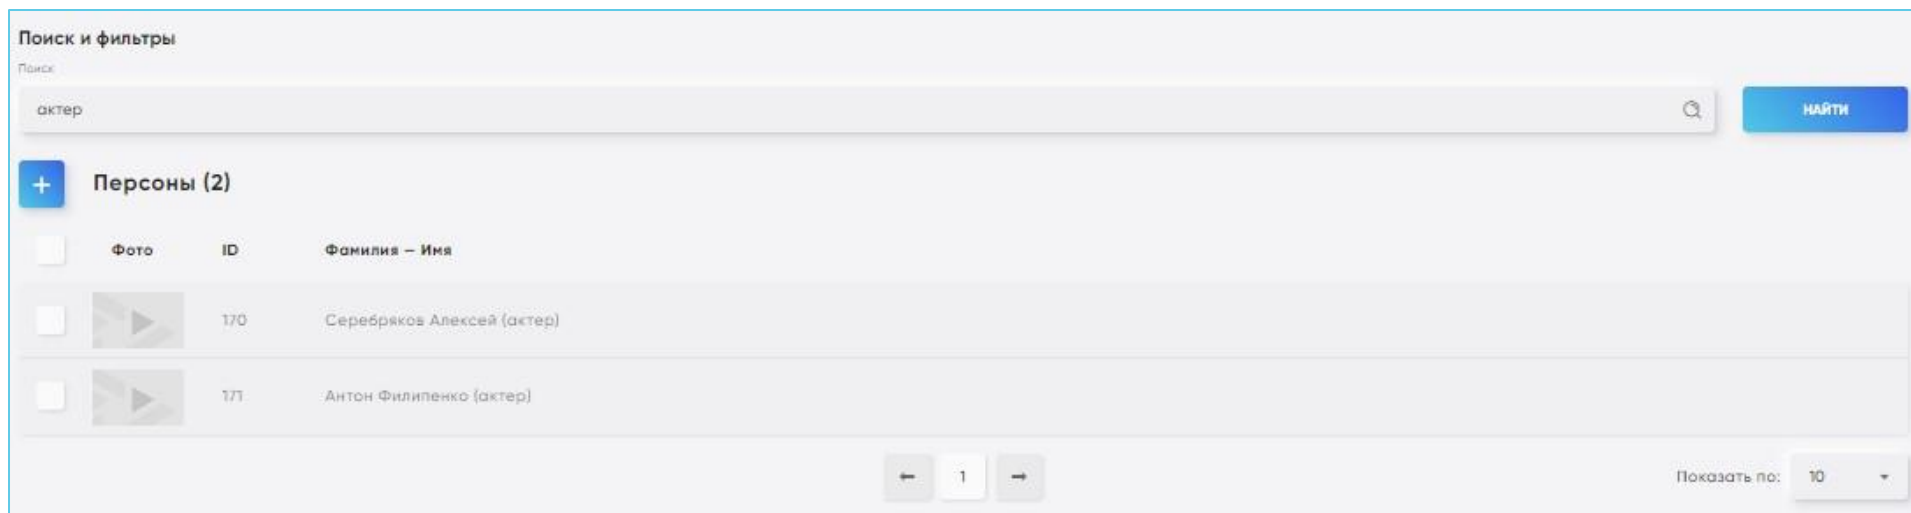 Поиск и фильтры
Поиск
актер
НАЙТИ
+ Персоны (2)
Фото ID Фамилия – Имя
170 Серебряков Алексей (актер)
171 Антон Филипенко (актер)
← 1 → Показать по: 10